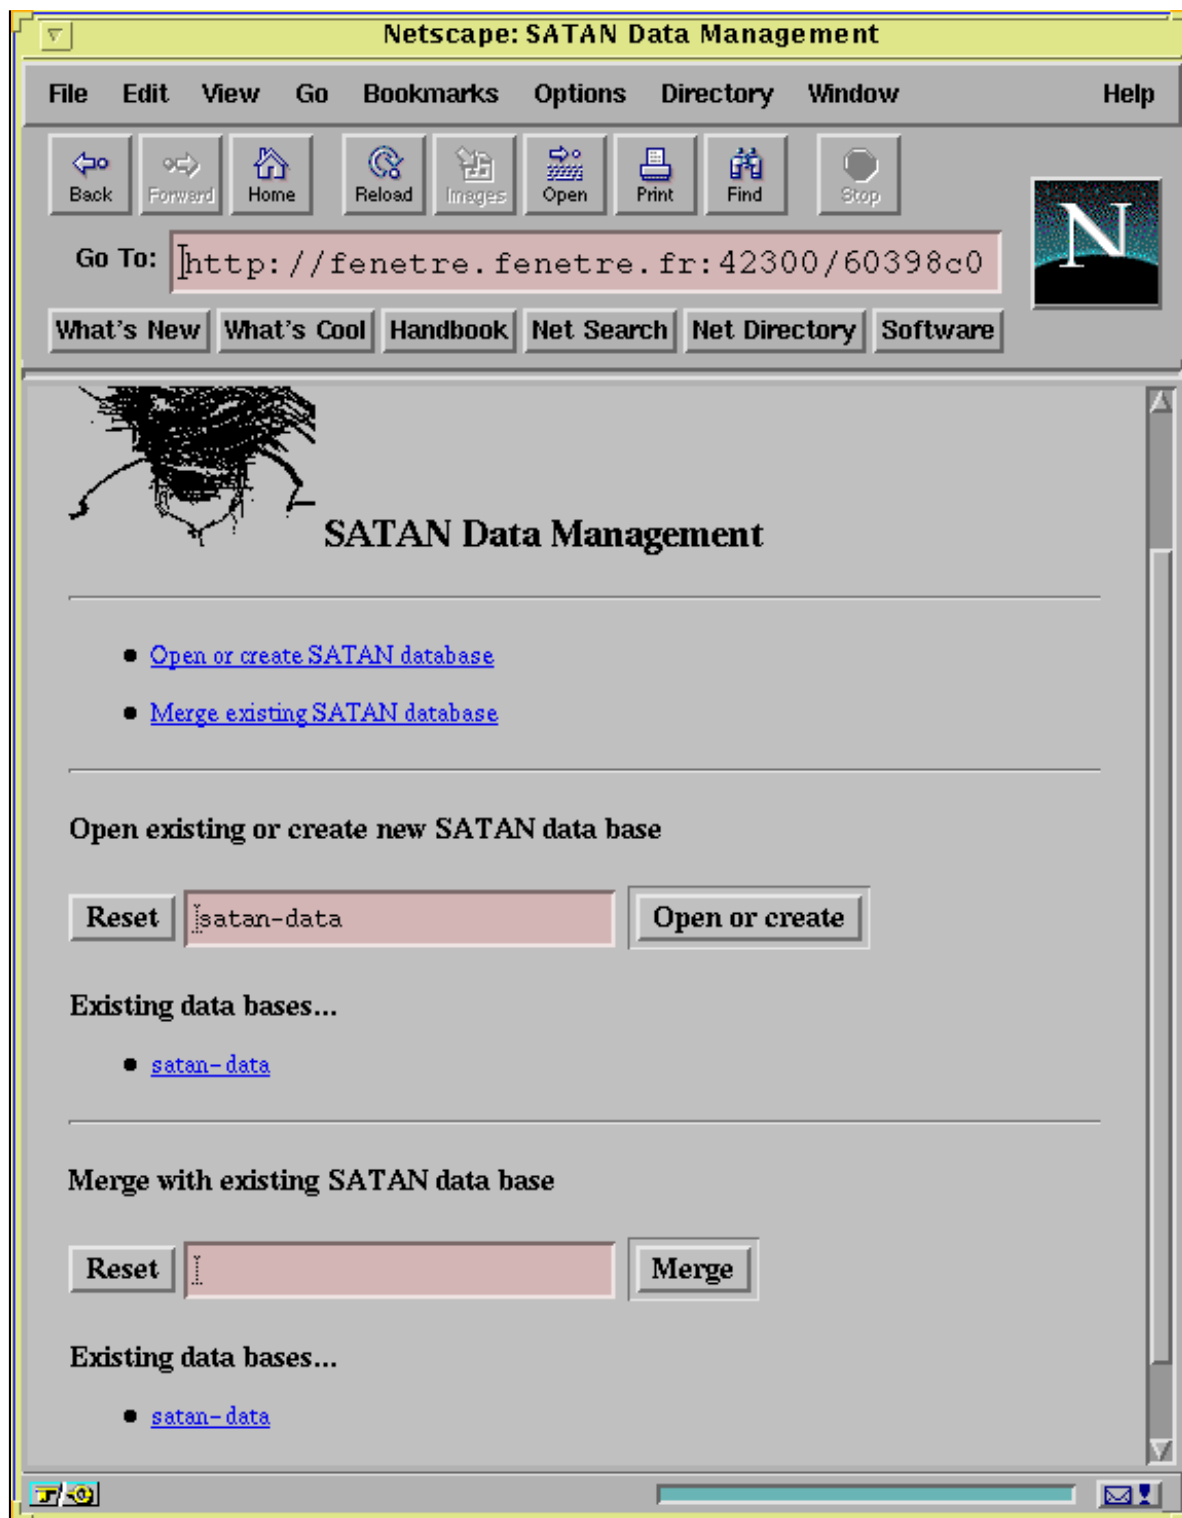 Netscape: SATAN Data Management
File Edit View Go Bookmarks Options Directory Window Help
Back Forward Home Reload Images Open Print Find Stop
N
Go To: http://fenetre.fenetre.fr:42300/60398c0
What's New What's Cool Handbook Net Search Net Directory Software
SATAN Data Management
Open or create SATAN database
Merge existing SATAN database
Open existing or create new SATAN data base
Reset satan-data Open or create
Existing data bases...
satan-data
Merge with existing SATAN data base
Reset Merge
Existing data bases...
satan-data